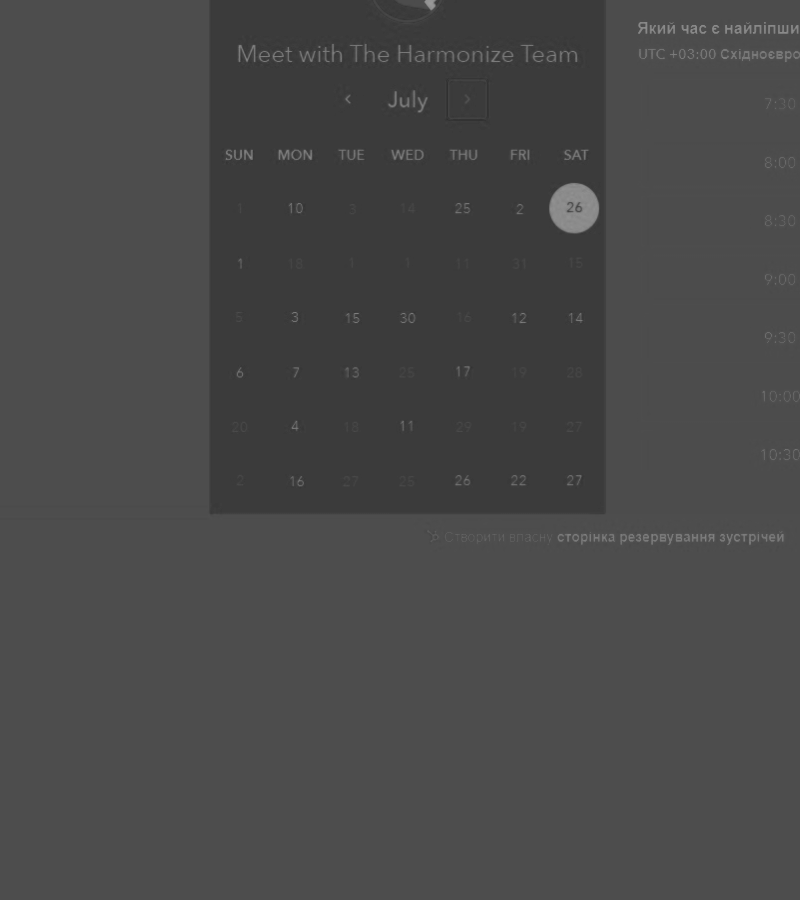 Meet with The Harmonize Team
July
SUN MON TUE WED THU FRI SAT
1 10 3 14 25 2 26
1 18 1 1 11 31 15
5 3 15 30 16 12 14
6 7 13 25 17 19 28
20 4 18 11 29 19 27
2 16 27 25 26 22 27
Який час є найліпши
UTC +03:00 Східноєвро
7:30
8:00
8:30
9:00
9:30
10:00
10:30
Створити власну сторінка резервування зустрічей